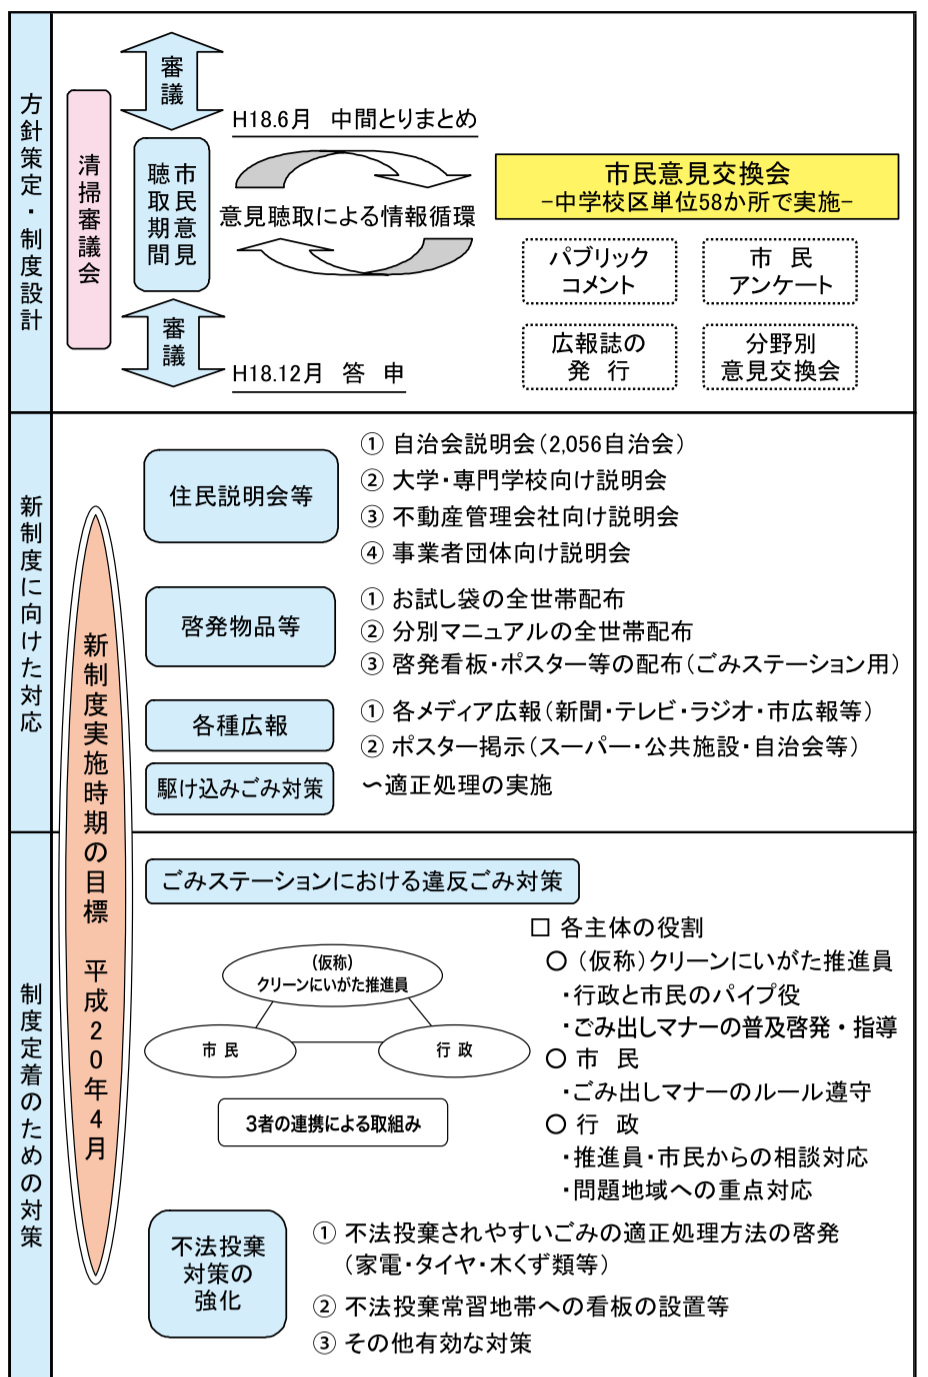 方針策定・制度設計
清掃審議会
審議
市民意見
聴取期間
審議
H18.6月　中間とりまとめ
意見聴取による情報循環
H18.12月　答　申
市民意見交換会
−中学校区単位58か所で実施−
パブリック
コメント
市　民
アンケート
広報誌の
発　行
分野別
意見交換会
新制度に向けた対応
新制度実施時期の目標　平成20年4月
住民説明会等
① 自治会説明会（2,056自治会）
② 大学・専門学校向け説明会
③ 不動産管理会社向け説明会
④ 事業者団体向け説明会
啓発物品等
① お試し袋の全世帯配布
② 分別マニュアルの全世帯配布
③ 啓発看板・ポスター等の配布（ごみステーション用）
各種広報
① 各メディア広報（新聞・テレビ・ラジオ・市広報等）
② ポスター掲示（スーパー・公共施設・自治会等）
駆け込みごみ対策
〜適正処理の実施
制度定着のための対策
ごみステーションにおける違反ごみ対策
（仮称）
クリーンにいがた推進員
市 民
行 政
3者の連携による取組み
□ 各主体の役割
○（仮称）クリーンにいがた推進員
・行政と市民のパイプ役
・ごみ出しマナーの普及啓発・指導
○ 市　民
・ごみ出しマナーのルール遵守
○ 行　政
・推進員・市民からの相談対応
・問題地域への重点対応
不法投棄
対策の
強化
① 不法投棄されやすいごみの適正処理方法の啓発
（家電・タイヤ・木くず類等）
② 不法投棄常習地帯への看板の設置等
③ その他有効な対策